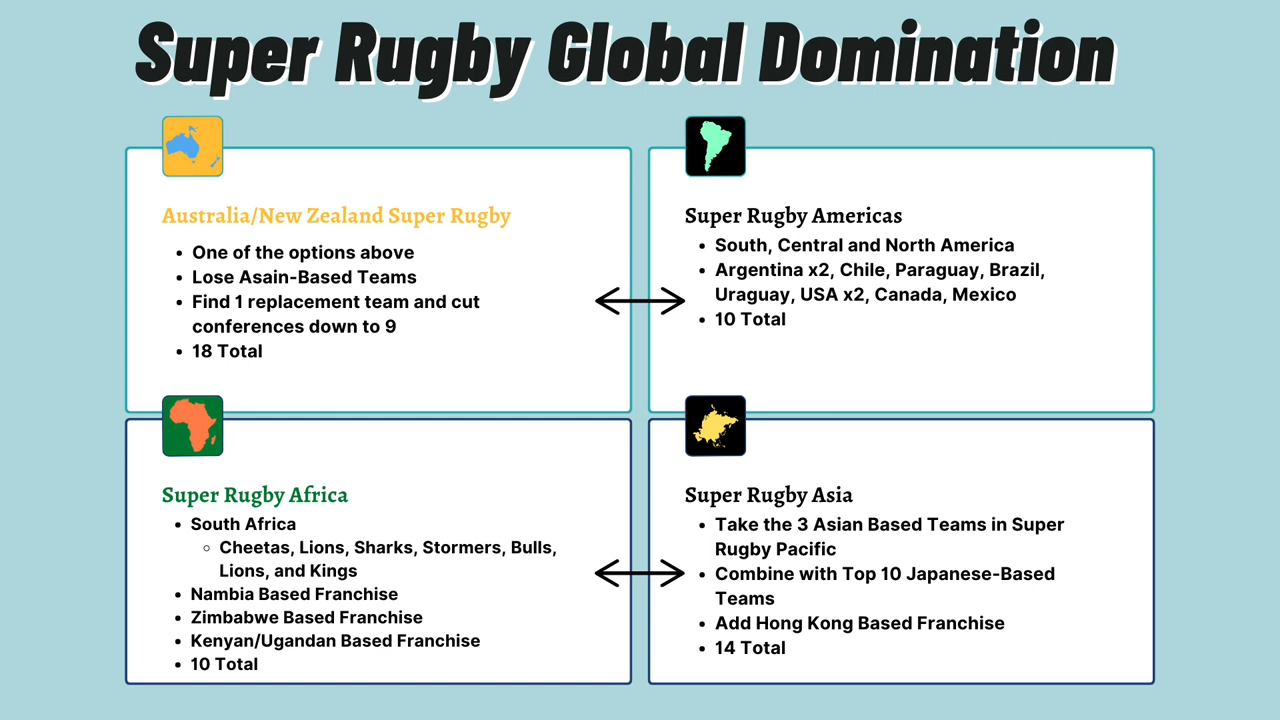 Super Rugby Global Domination
Australia/New Zealand Super Rugby
One of the options above
Lose Asain-Based Teams
Find 1 replacement team and cut
conferences down to 9
18 Total
Super Rugby Americas
South, Central and North America
Argentina x2, Chile, Paraguay, Brazil,
Uraguay, USA x2, Canada, Mexico
10 Total
Super Rugby Africa
South Africa
Cheetas, Lions, Sharks, Stormers, Bulls,
Lions, and Kings
Nambia Based Franchise
Zimbabwe Based Franchise
Kenyan/Ugandan Based Franchise
10 Total
Super Rugby Asia
Take the 3 Asian Based Teams in Super
Rugby Pacific
Combine with Top 10 Japanese-Based
Teams
Add Hong Kong Based Franchise
14 Total